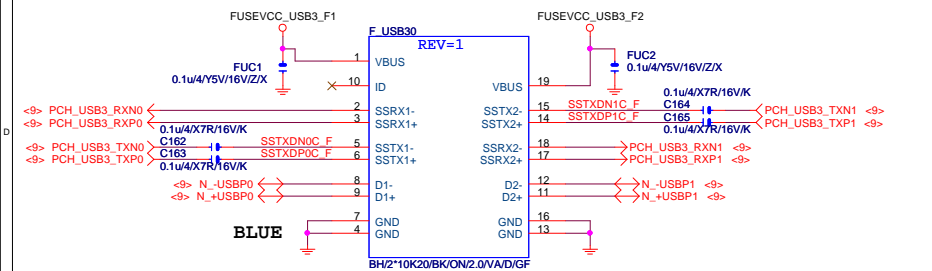 FUSEVCC_USB3_F1
FUSEVCC_USB3_F2
F_USB30
REV=1
FUC1
0.1u/4/Y5V/16V/Z/X
1 VBUS
10 ID
VBUS 19
FUC2
0.1u/4/Y5V/16V/Z/X
<9> PCH_USB3_RXN0 2 SSRX1-
<9> PCH_USB3_RXP0 3 SSRX1+
0.1u/4/X7R/16V/K
SSTX2- 15 SSTXDN1C_F C164 PCH_USB3_TXN1 <9>
SSTX2+ 14 SSTXDP1C_F C165 PCH_USB3_TXP1 <9>
0.1u/4/X7R/16V/K
0.1u/4/X7R/16V/K
<9> PCH_USB3_TXN0 C162 SSTXDN0C_F 5 SSTX1-
<9> PCH_USB3_TXP0 C163 SSTXDP0C_F 6 SSTX1+
0.1u/4/X7R/16V/K
SSRX2- 18 PCH_USB3_RXN1 <9>
SSRX2+ 17 PCH_USB3_RXP1 <9>
<9> N_-USBP0 8 D1-
<9> N_+USBP0 9 D1+
D2- 12 N_-USBP1 <9>
D2+ 11 N_+USBP1 <9>
7 GND
4 GND
GND 16
GND 13
BLUE
BH/2*10K20/BK/ON/2.0/VA/D/GF
D